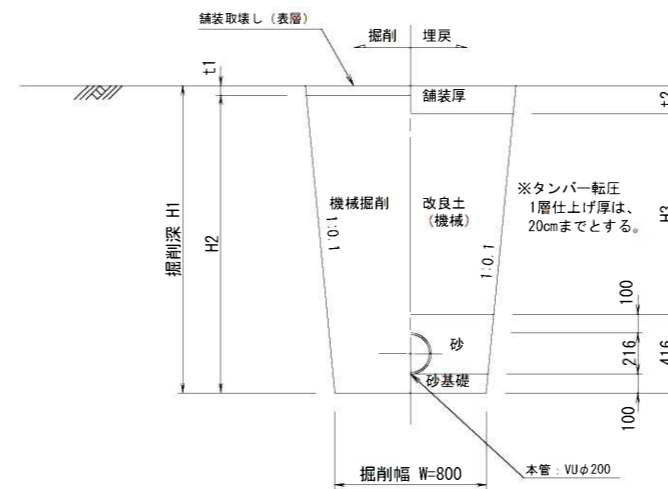 舗装取壊し（表層）
掘削
埋戻
t1
舗装厚
t2
掘削深 H1
H2
機械掘削
1:0.1
改良土
（機械）
1:0.1
※タンパー転圧
1層仕上げ厚は、
20cmまでとする。
H3
100
砂
216
416
砂基礎
100
掘削幅 W=800
本管：VUφ200